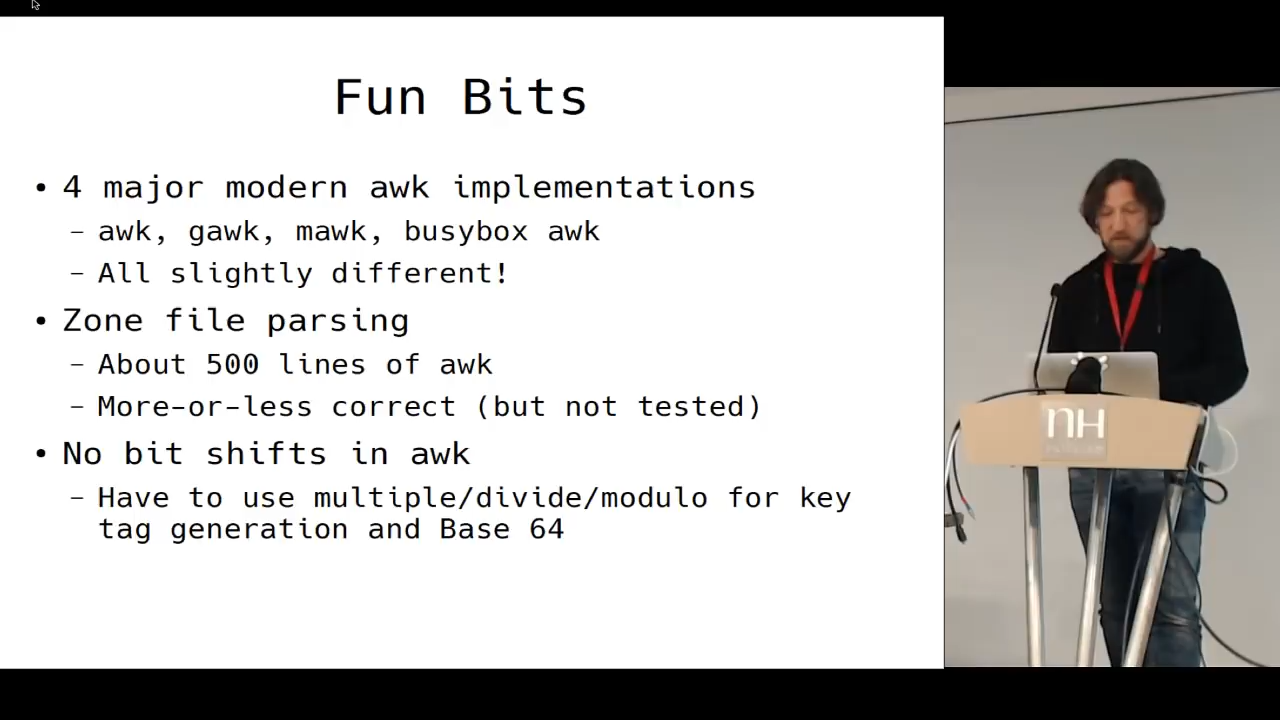 Fun Bits
• 4 major modern awk implementations
– awk, gawk, mawk, busybox awk
– All slightly different!
• Zone file parsing
– About 500 lines of awk
– More-or-less correct (but not tested)
• No bit shifts in awk
– Have to use multiple/divide/modulo for key
tag generation and Base 64
nH